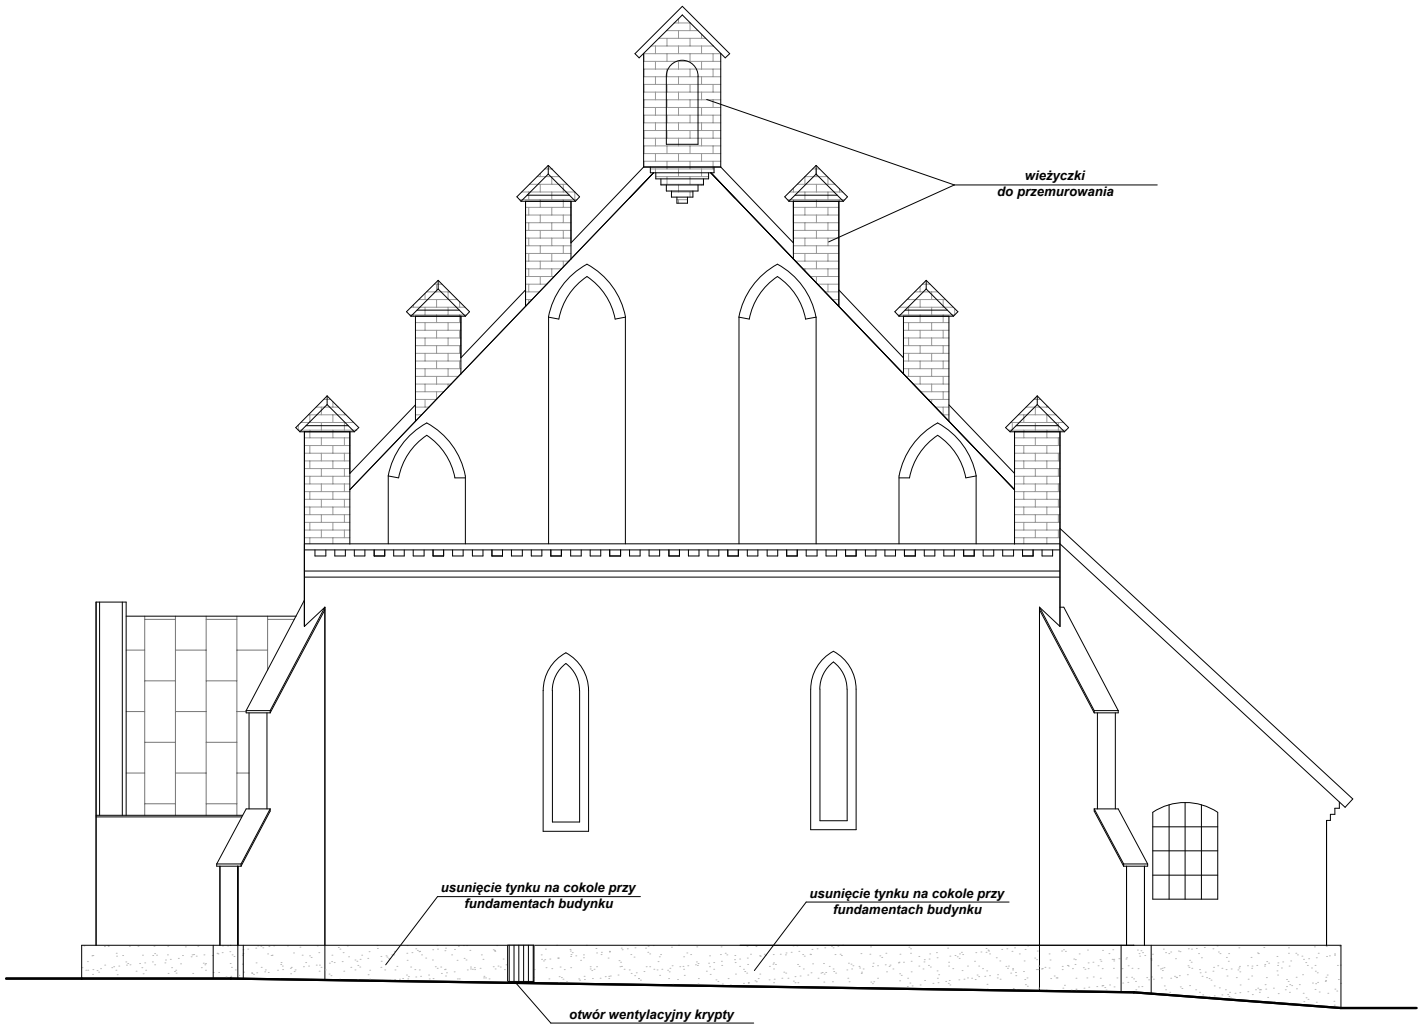 wieżyczki
do przemurowania
usunięcie tynku na cokole przy
fundamentach budynku
usunięcie tynku na cokole przy
fundamentach budynku
otwór wentylacyjny krypty